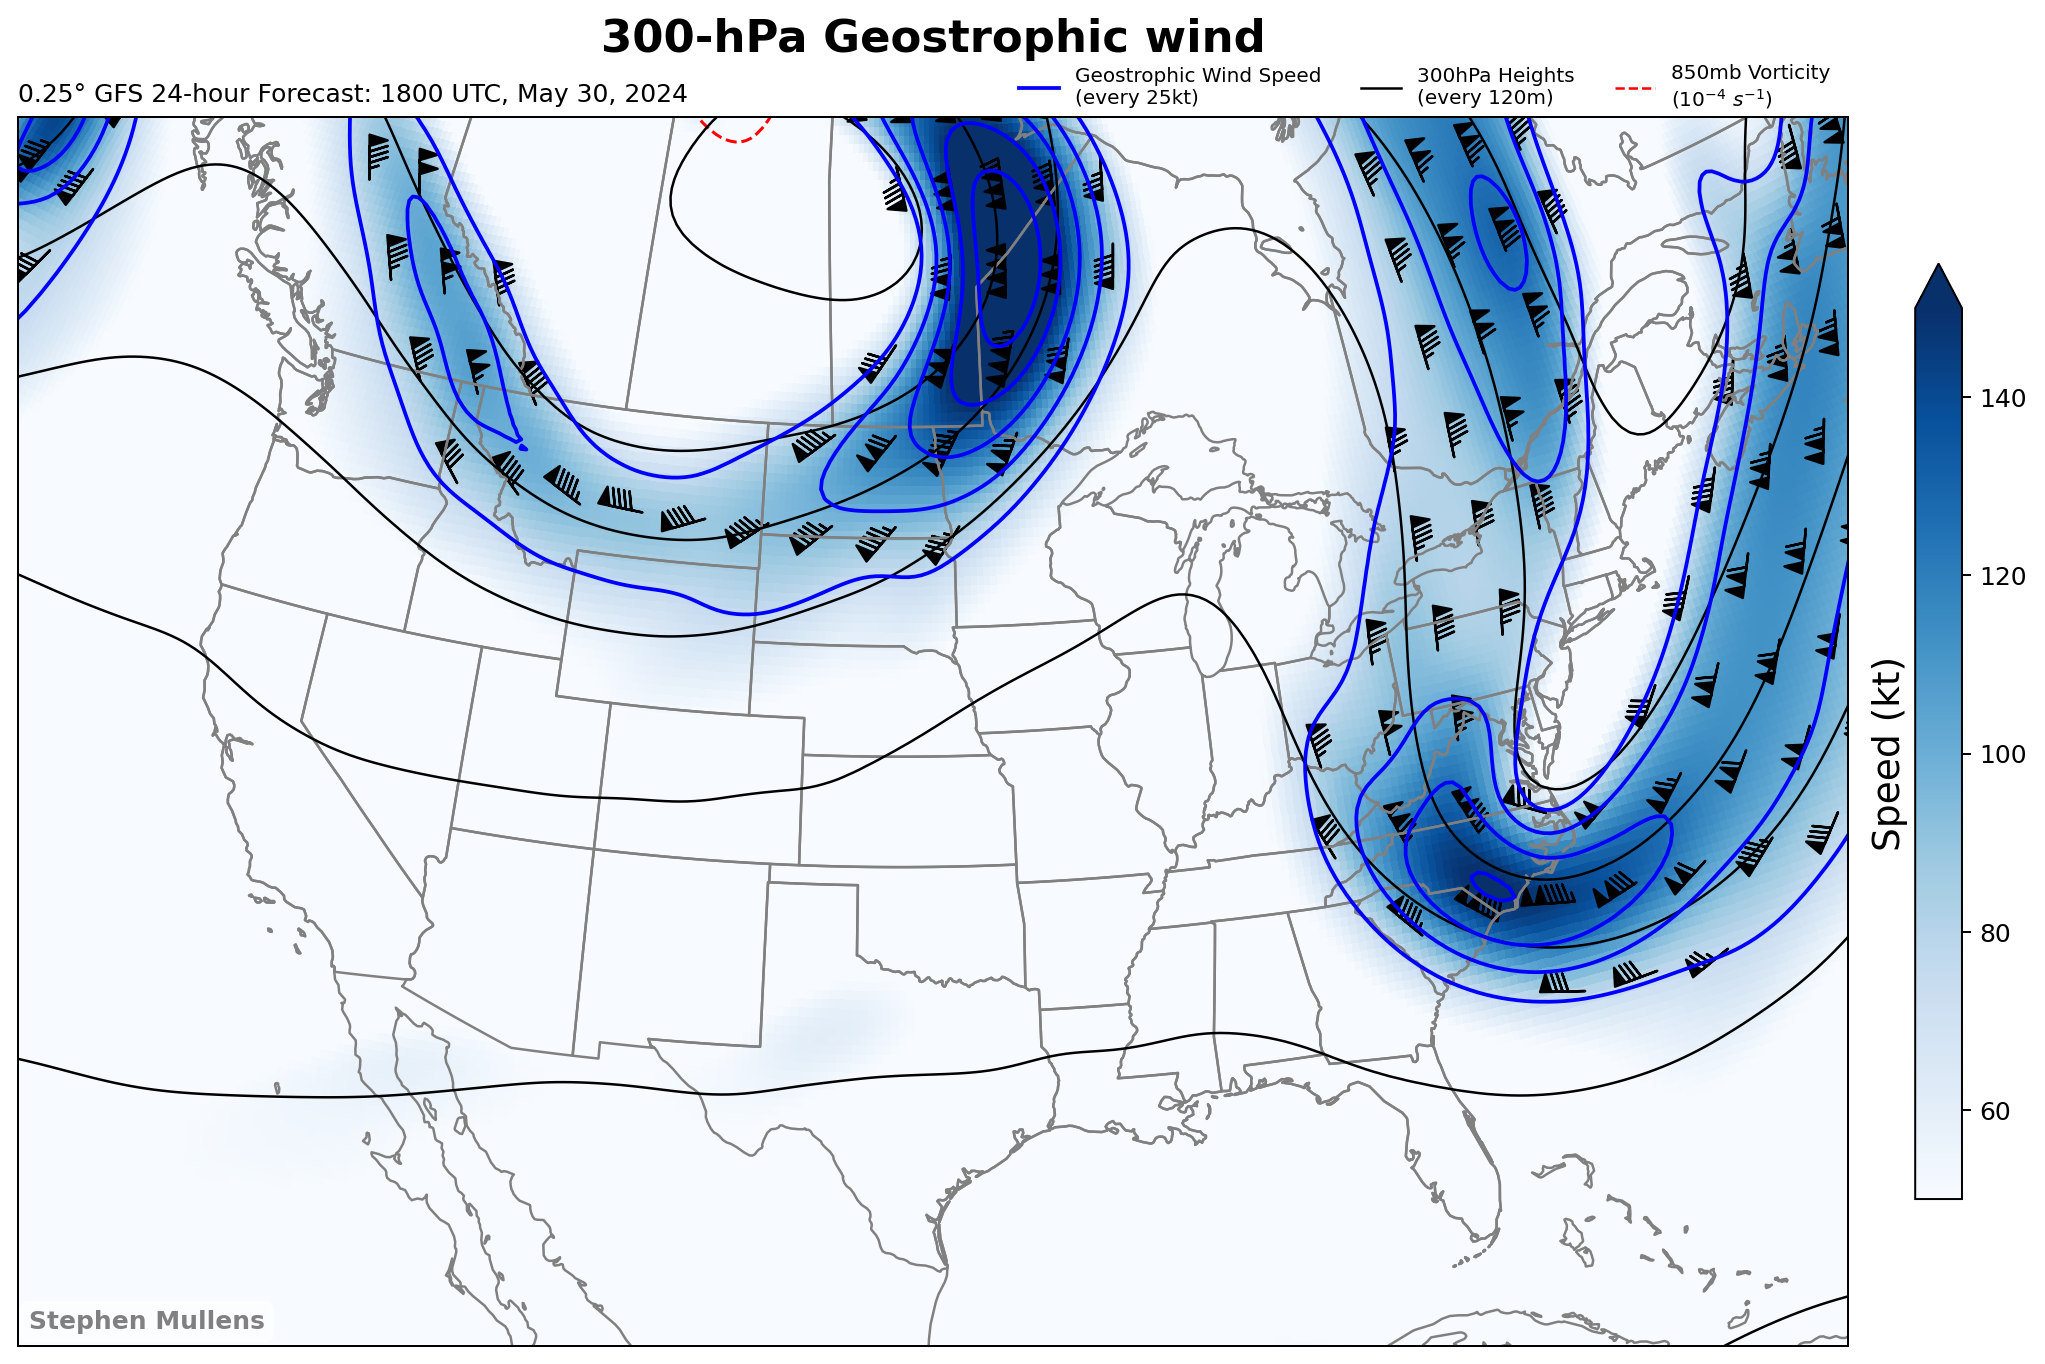 300-hPa Geostrophic wind
0.25° GFS 24-hour Forecast: 1800 UTC, May 30, 2024
Geostrophic Wind Speed
(every 25kt)
300hPa Heights
(every 120m)
850mb Vorticity
(10⁻⁴ s⁻¹)
140
120
100
80
60
Speed (kt)
Stephen Mullens